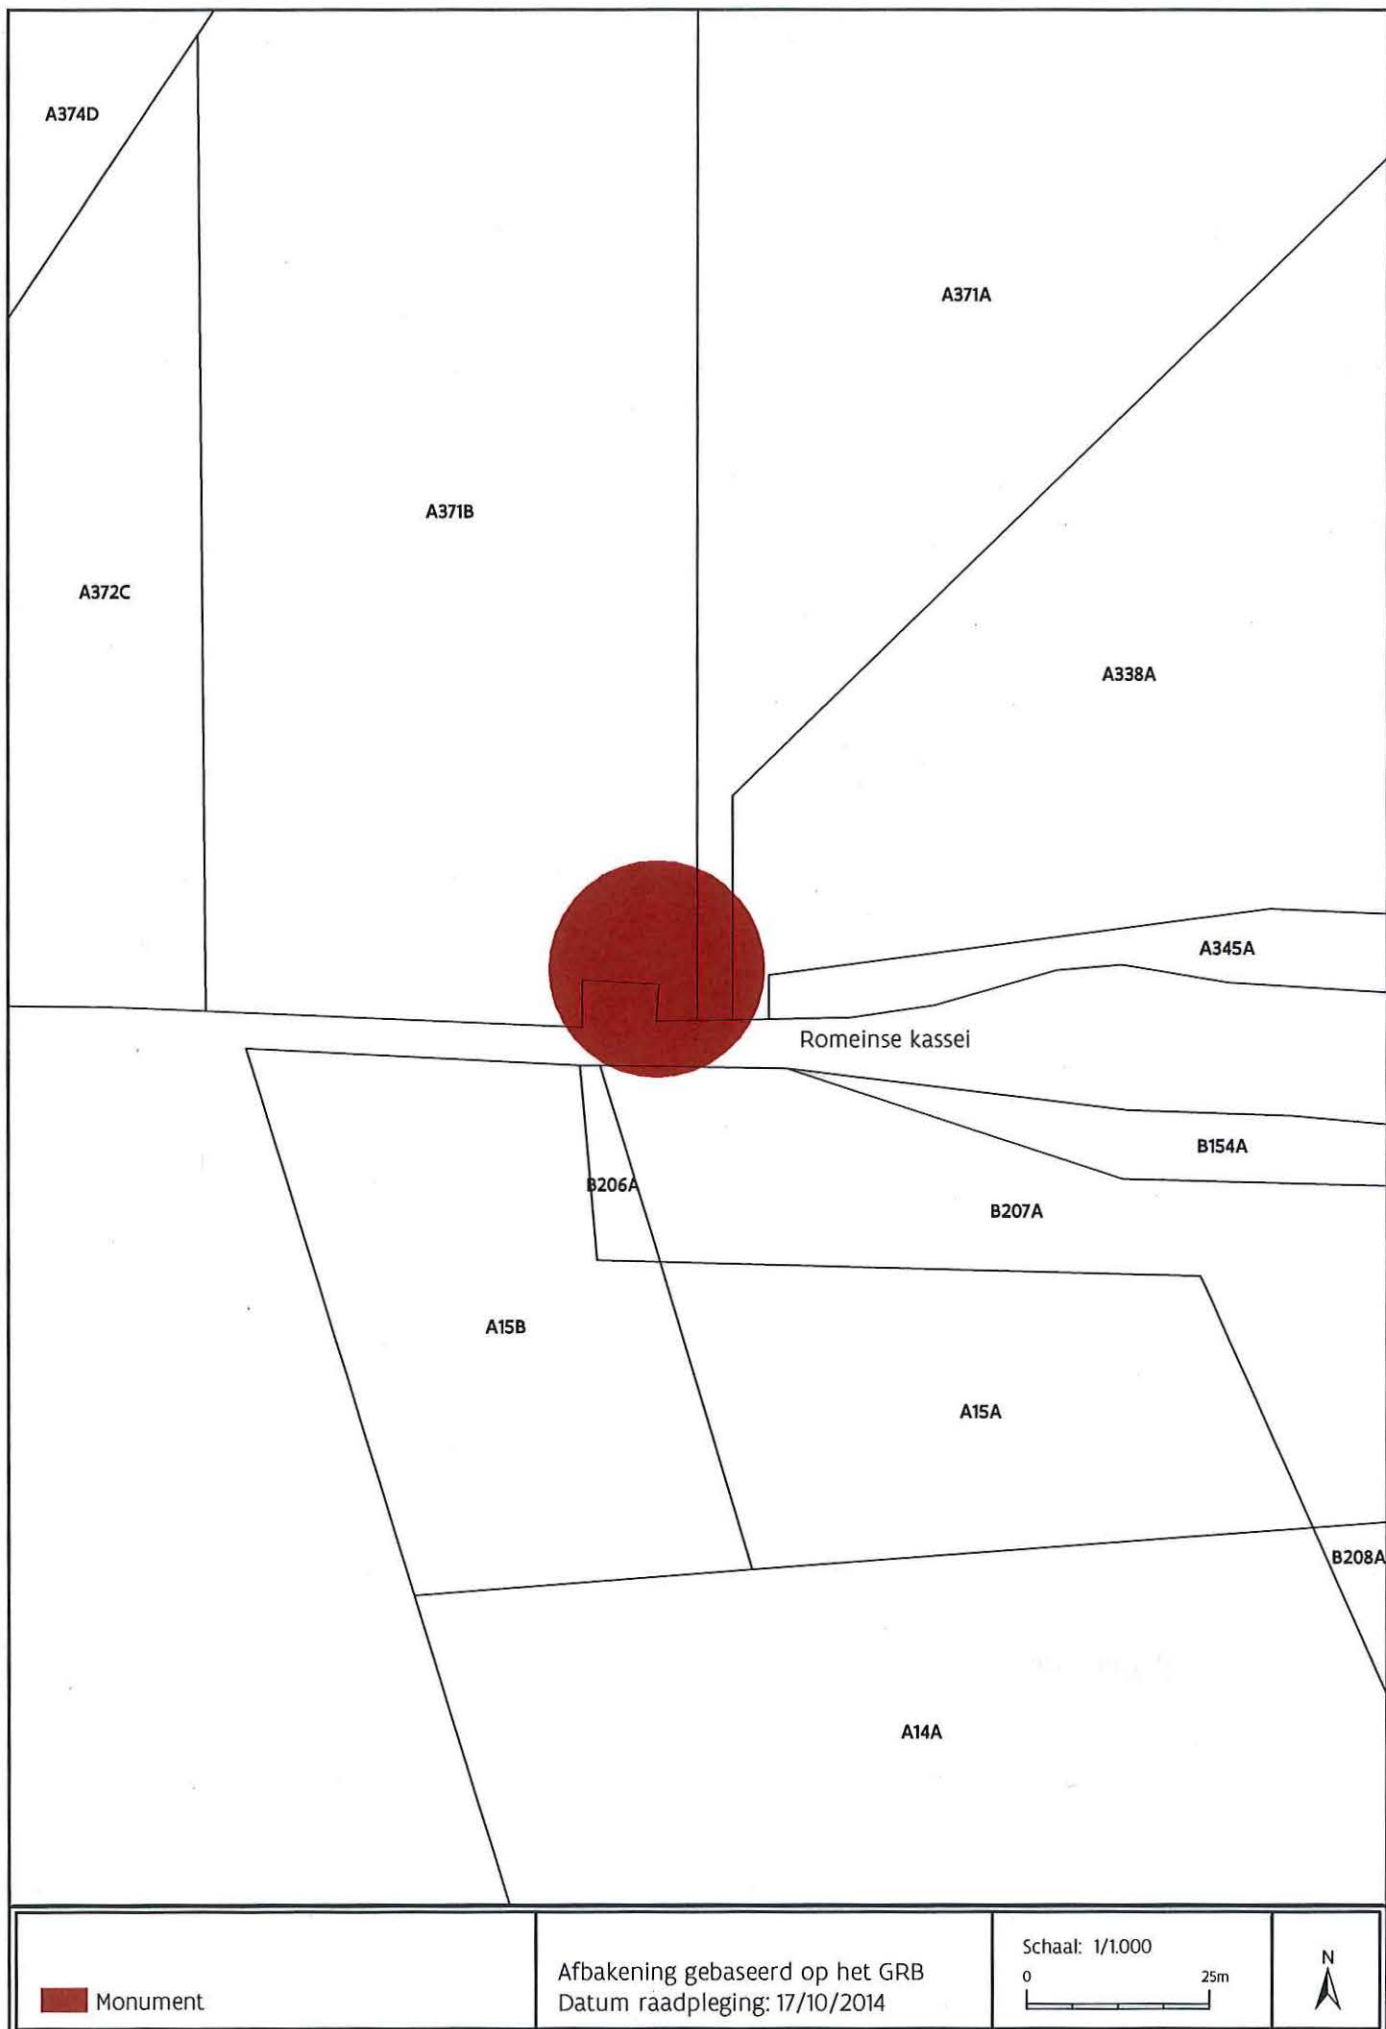 A374D
A371A
A371B
A372C
A338A
A345A
Romeinse kassei
B154A
B206A
B207A
A15B
A15A
B208A
A14A
Monument
Afbakening gebaseerd op het GRB
Datum raadpleging: 17/10/2014
Schaal: 1/1.000
0 25m
N